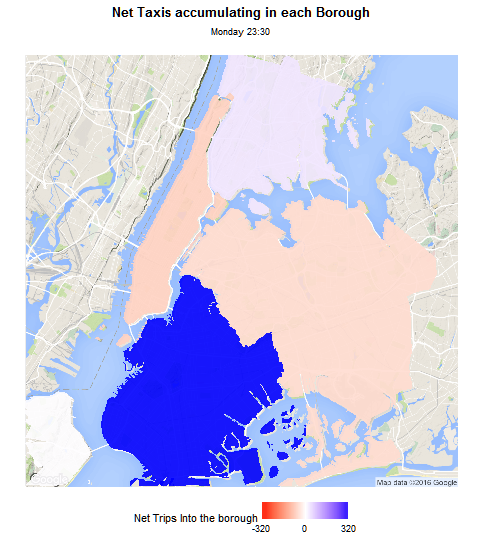 Net Taxis accumulating in each Borough
Monday 23:30
Map data ©2016 Google
Net Trips Into the borough
-320 0 320